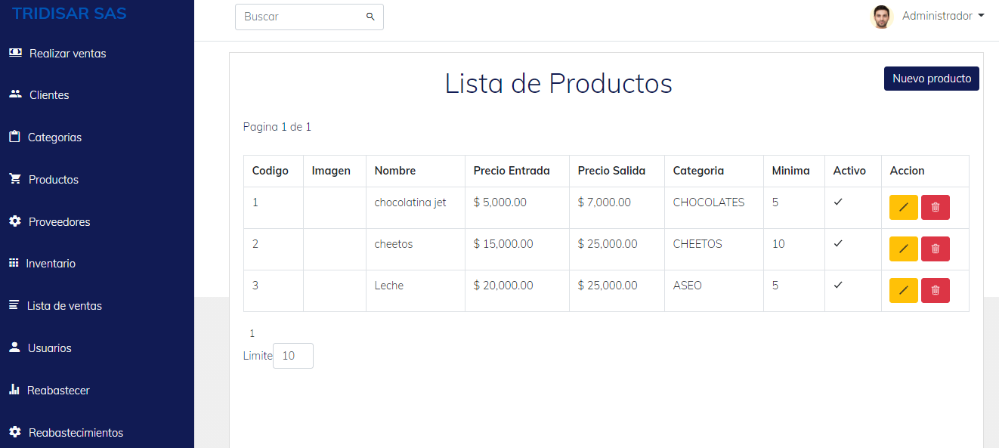 TRIDISAR SAS
Realizar ventas
Clientes
Categorias
Productos
Proveedores
Inventario
Lista de ventas
Usuarios
Reabastecer
Reabastecimientos
Buscar
Administrador
Lista de Productos
Nuevo producto
Pagina 1 de 1
Codigo Imagen Nombre Precio Entrada Precio Salida Categoria Minima Activo Accion
1 chocolatina jet $ 5,000.00 $ 7,000.00 CHOCOLATES 5
2 cheetos $ 15,000.00 $ 25,000.00 CHEETOS 10
3 Leche $ 20,000.00 $ 25,000.00 ASEO 5
1
Limite 10